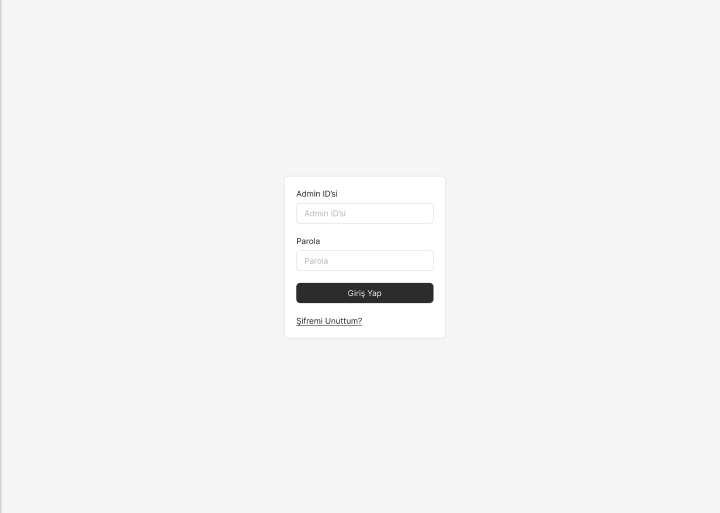 Admin ID'si
Admin ID'si
Parola
Parola
Giriş Yap
Şifremi Unuttum?